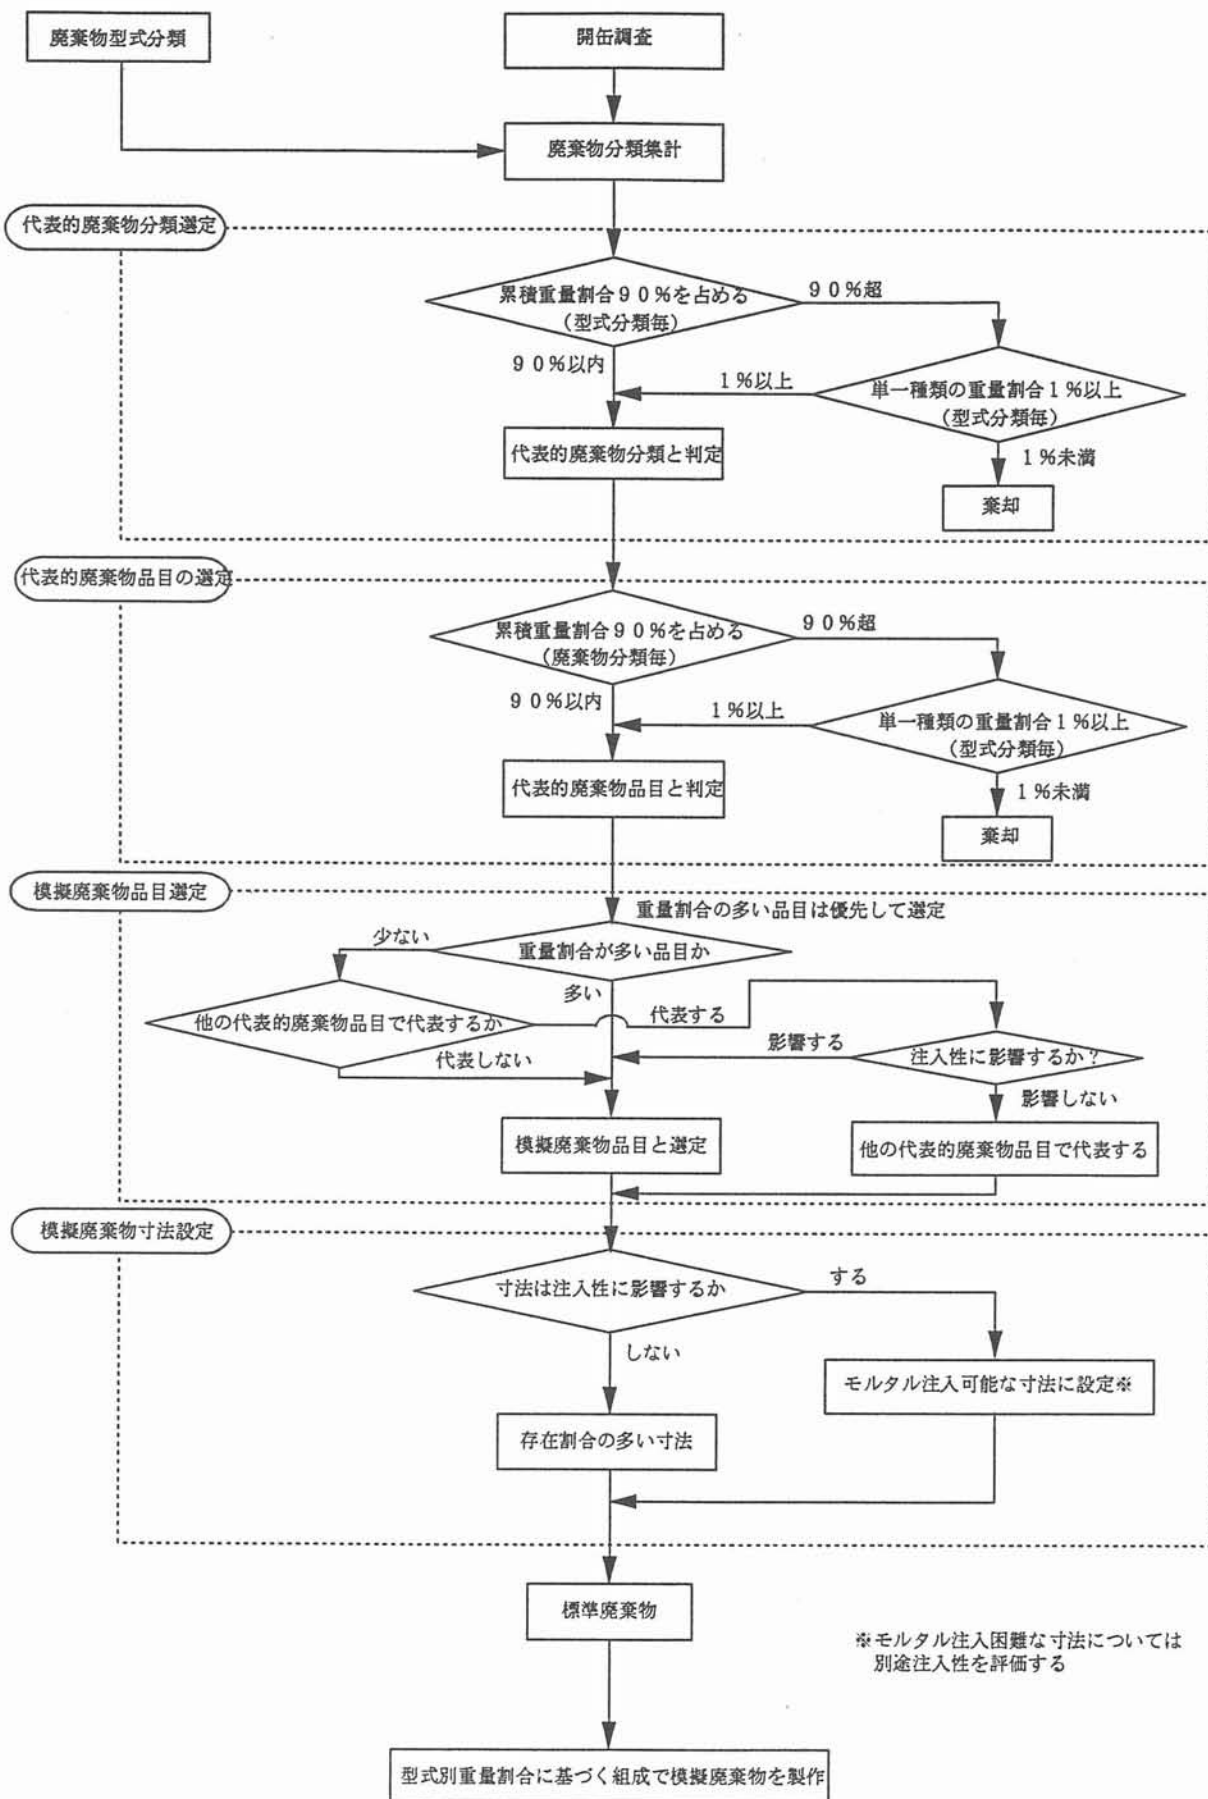 廃棄物型式分類
開缶調査
廃棄物分類集計
代表的廃棄物分類選定
累積重量割合90%を占める
(型式分類毎)
90%超
90%以内
1%以上
単一種類の重量割合1%以上
(型式分類毎)
代表的廃棄物分類と判定
1%未満
棄却
代表的廃棄物品目の選定
累積重量割合90%を占める
(廃棄物分類毎)
90%超
90%以内
1%以上
単一種類の重量割合1%以上
(型式分類毎)
代表的廃棄物品目と判定
1%未満
棄却
模擬廃棄物品目選定
重量割合の多い品目は優先して選定
少ない
重量割合が多い品目か
多い
他の代表的廃棄物品目で代表するか
代表する
代表しない
影響する
注入性に影響するか?
影響しない
模擬廃棄物品目と選定
他の代表的廃棄物品目で代表する
模擬廃棄物寸法設定
寸法は注入性に影響するか
する
しない
モルタル注入可能な寸法に設定※
存在割合の多い寸法
標準廃棄物
※モルタル注入困難な寸法については
別途注入性を評価する
型式別重量割合に基づく組成で模擬廃棄物を製作